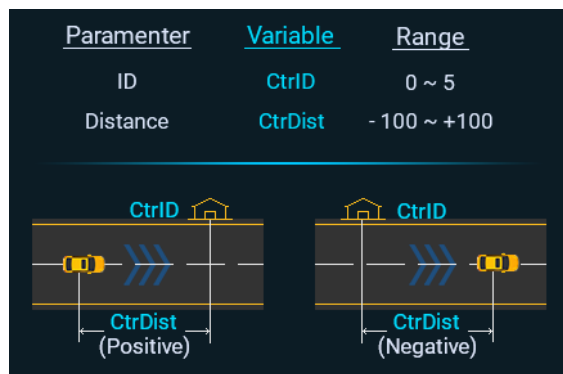 Paramenter Variable Range
ID CtrID 0 ~ 5
Distance CtrDist - 100 ~ +100
CtrID CtrID
CtrDist CtrDist
(Positive) (Negative)